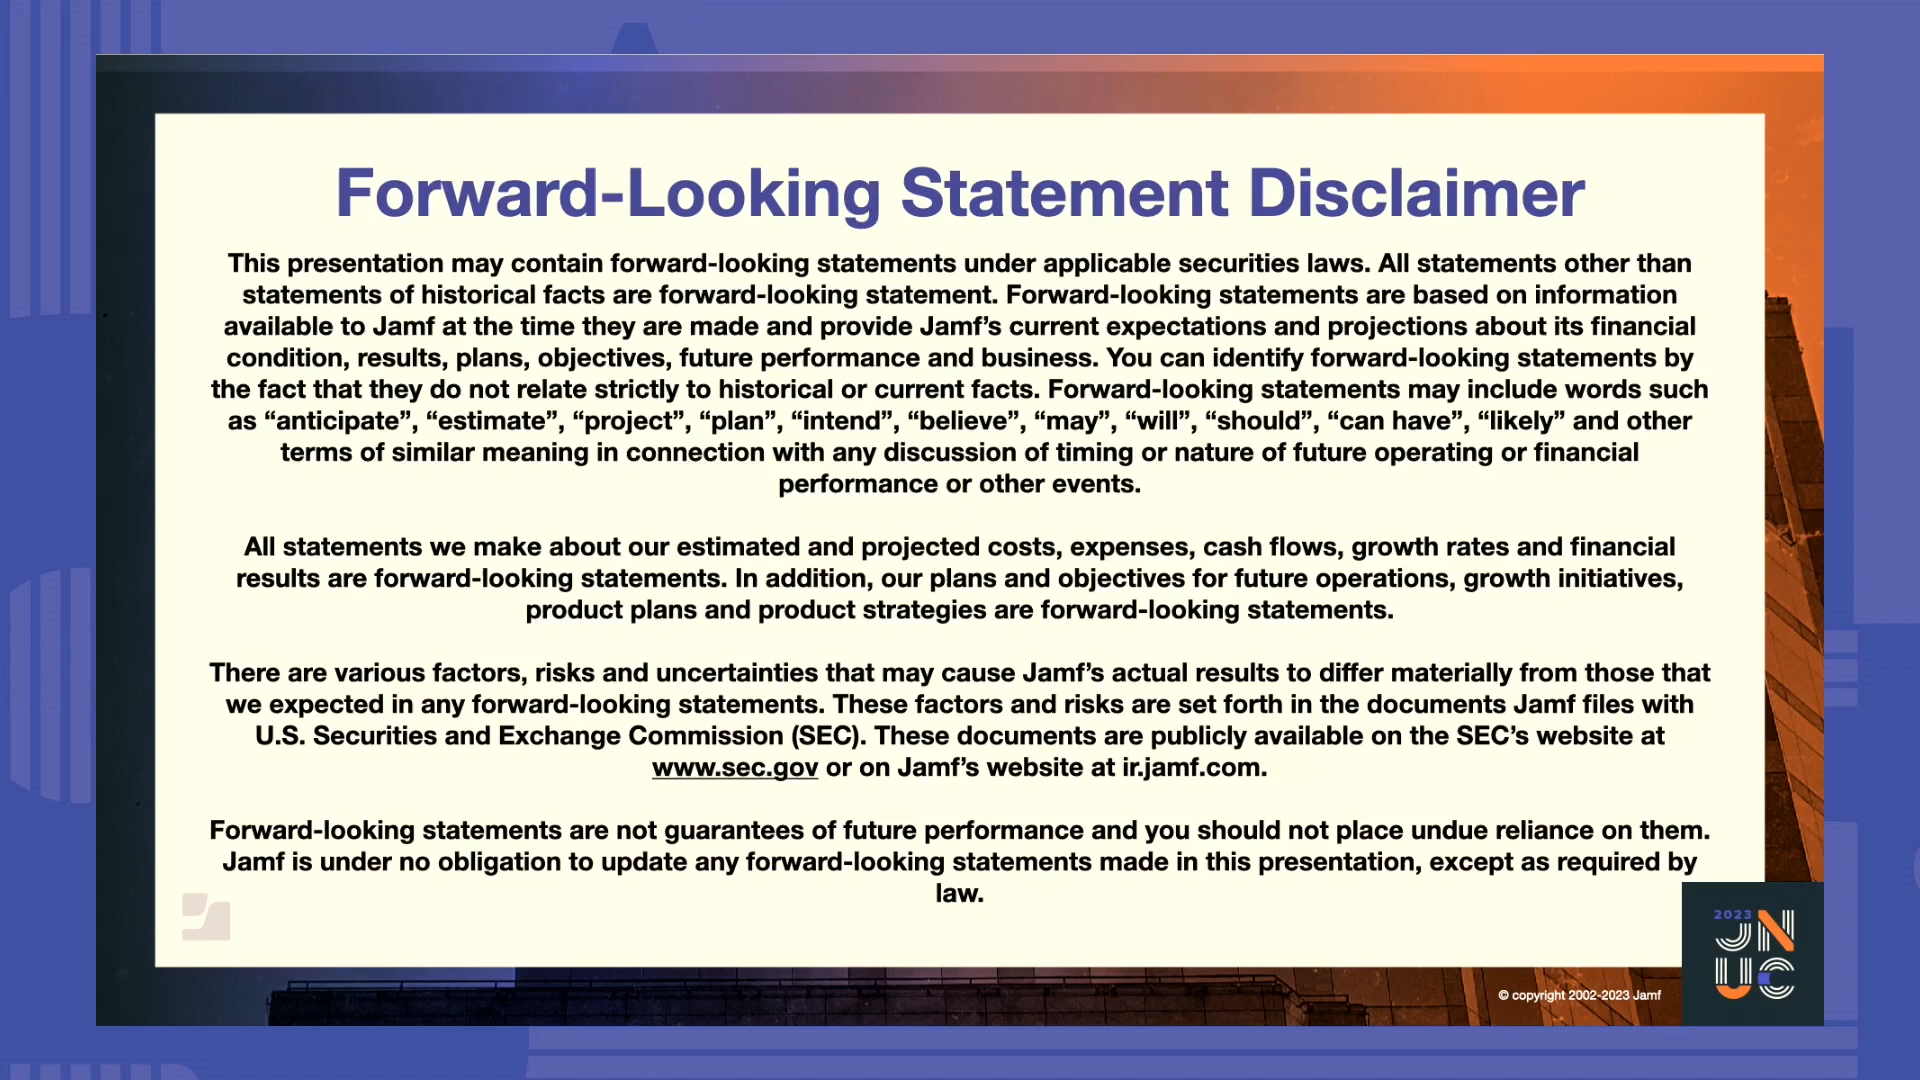 Forward-Looking Statement Disclaimer
This presentation may contain forward-looking statements under applicable securities laws. All statements other than
statements of historical facts are forward-looking statement. Forward-looking statements are based on information
available to Jamf at the time they are made and provide Jamf’s current expectations and projections about its financial
condition, results, plans, objectives, future performance and business. You can identify forward-looking statements by
the fact that they do not relate strictly to historical or current facts. Forward-looking statements may include words such
as “anticipate”, “estimate”, “project”, “plan”, “intend”, “believe”, “may”, “will”, “should”, “can have”, “likely” and other
terms of similar meaning in connection with any discussion of timing or nature of future operating or financial
performance or other events.
All statements we make about our estimated and projected costs, expenses, cash flows, growth rates and financial
results are forward-looking statements. In addition, our plans and objectives for future operations, growth initiatives,
product plans and product strategies are forward-looking statements.
There are various factors, risks and uncertainties that may cause Jamf’s actual results to differ materially from those that
we expected in any forward-looking statements. These factors and risks are set forth in the documents Jamf files with
U.S. Securities and Exchange Commission (SEC). These documents are publicly available on the SEC’s website at
www.sec.gov or on Jamf’s website at ir.jamf.com.
Forward-looking statements are not guarantees of future performance and you should not place undue reliance on them.
Jamf is under no obligation to update any forward-looking statements made in this presentation, except as required by
law.
© copyright 2002-2023 Jamf
2023
JN
UC